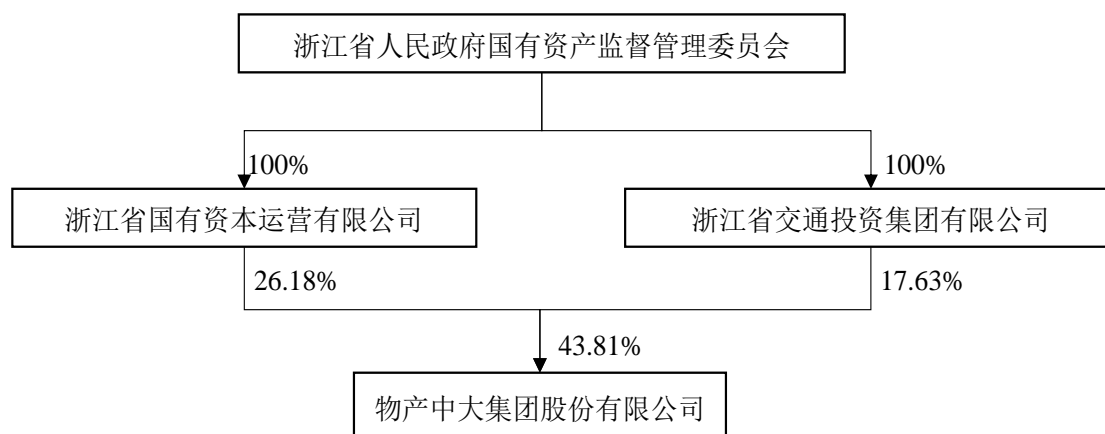 浙江省人民政府国有资产监督管理委员会
100%
100%
浙江省国有资本运营有限公司
浙江省交通投资集团有限公司
26.18%
17.63%
43.81%
物产中大集团股份有限公司